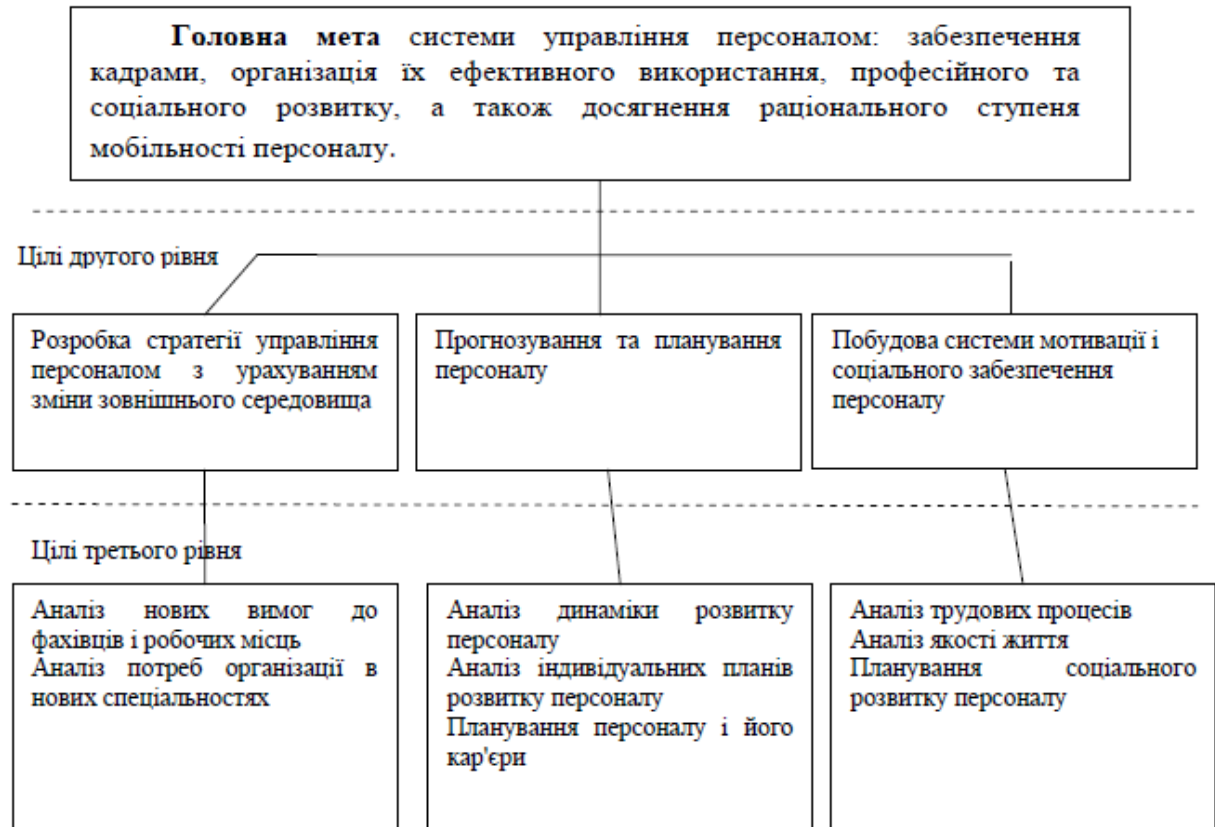 Головна мета системи управління персоналом: забезпечення
кадрами, організація їх ефективного використання, професійного та
соціального розвитку, а також досягнення раціонального ступеня
мобільності персоналу.
Цілі другого рівня
Розробка стратегії управління
персоналом з урахуванням
зміни зовнішнього середовища
Прогнозування та планування
персоналу
Побудова системи мотивації і
соціального забезпечення
персоналу
Цілі третього рівня
Аналіз нових вимог до
фахівців і робочих місць
Аналіз потреб організації в
нових спеціальностях
Аналіз динаміки розвитку
персоналу
Аналіз індивідуальних планів
розвитку персоналу
Планування персоналу і його
кар'єри
Аналіз трудових процесів
Аналіз якості життя
Планування соціального
розвитку персоналу